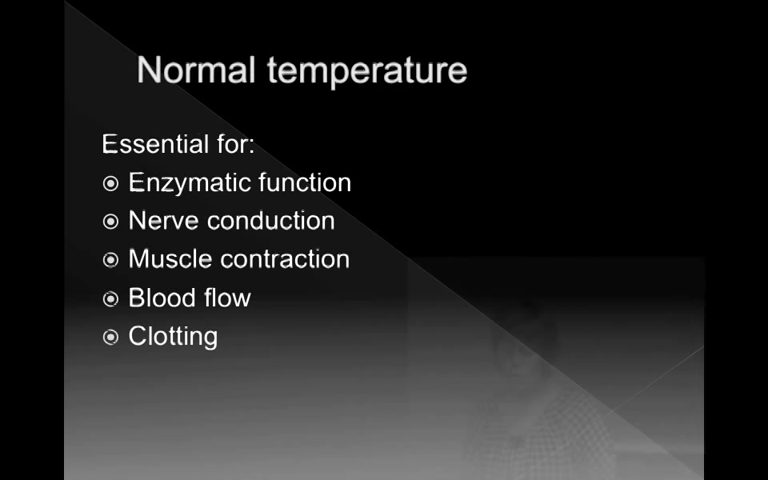 Normal temperature
Essential for:
Enzymatic function
Nerve conduction
Muscle contraction
Blood flow
Clotting